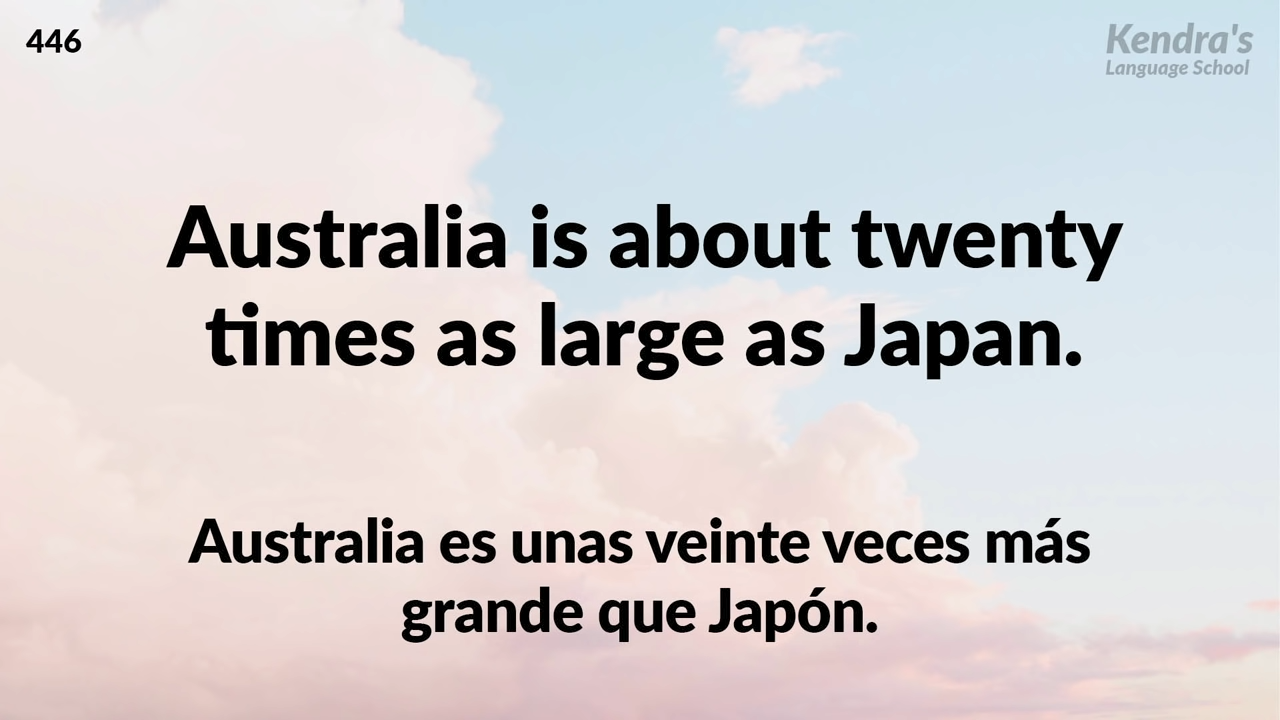 446
Kendra's
Language School
Australia is about twenty
times as large as Japan.
Australia es unas veinte veces más
grande que Japón.